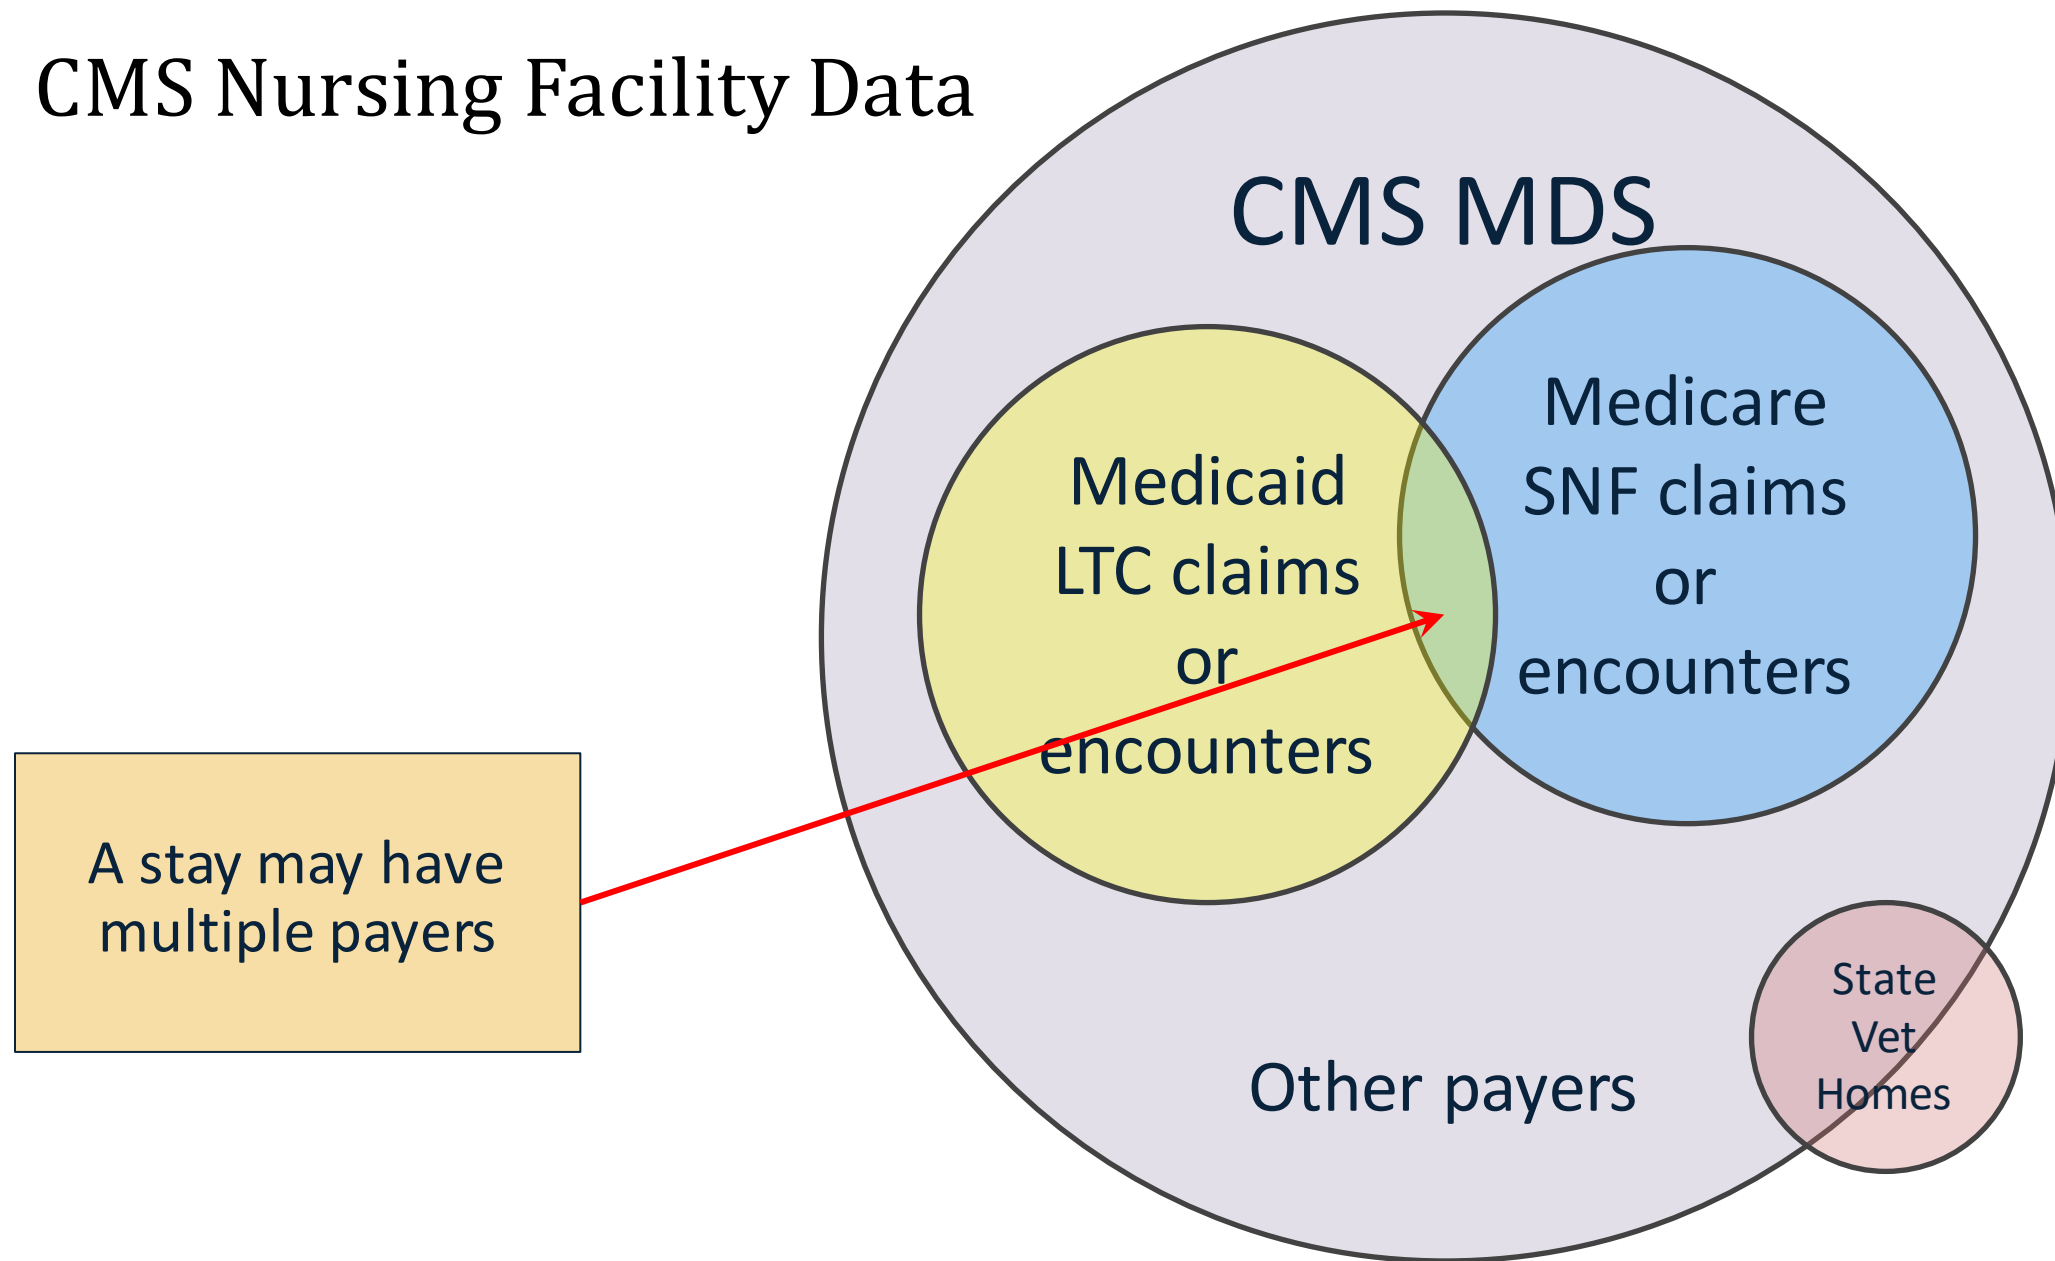 CMS Nursing Facility Data
CMS MDS
Medicaid
LTC claims
or
encounters
Medicare
SNF claims
or
encounters
A stay may have
multiple payers
Other payers
State
Vet
Homes